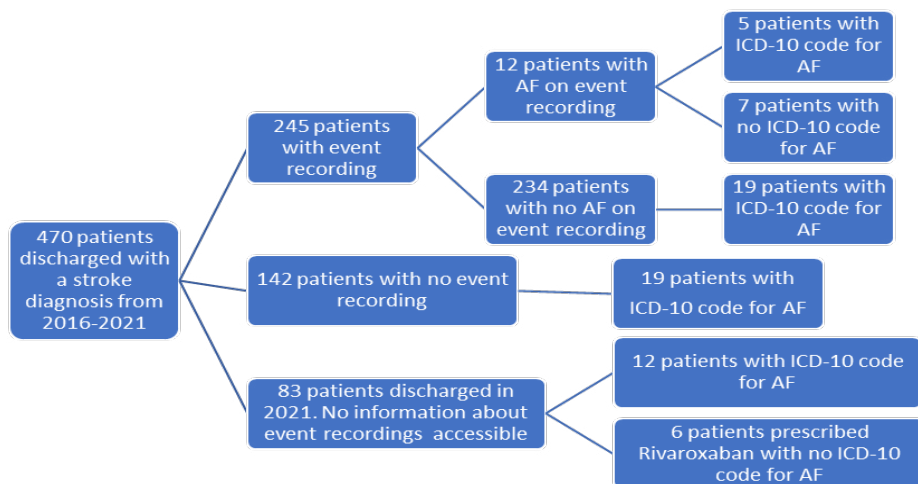 470 patients
discharged with
a stroke
diagnosis from
2016-2021
245 patients
with event
recording
12 patients with
AF on event
recording
5 patients with
ICD-10 code for
AF
7 patients with
no ICD-10 code
for AF
234 patients
with no AF on
event recording
19 patients with
ICD-10 code for
AF
142 patients with no event
recording
19 patients with
ICD-10 code for AF
83 patients discharged in
2021. No information about
event recordings accessible
12 patients with ICD-10 code
for AF
6 patients prescribed
Rivaroxaban with no ICD-10
code for AF